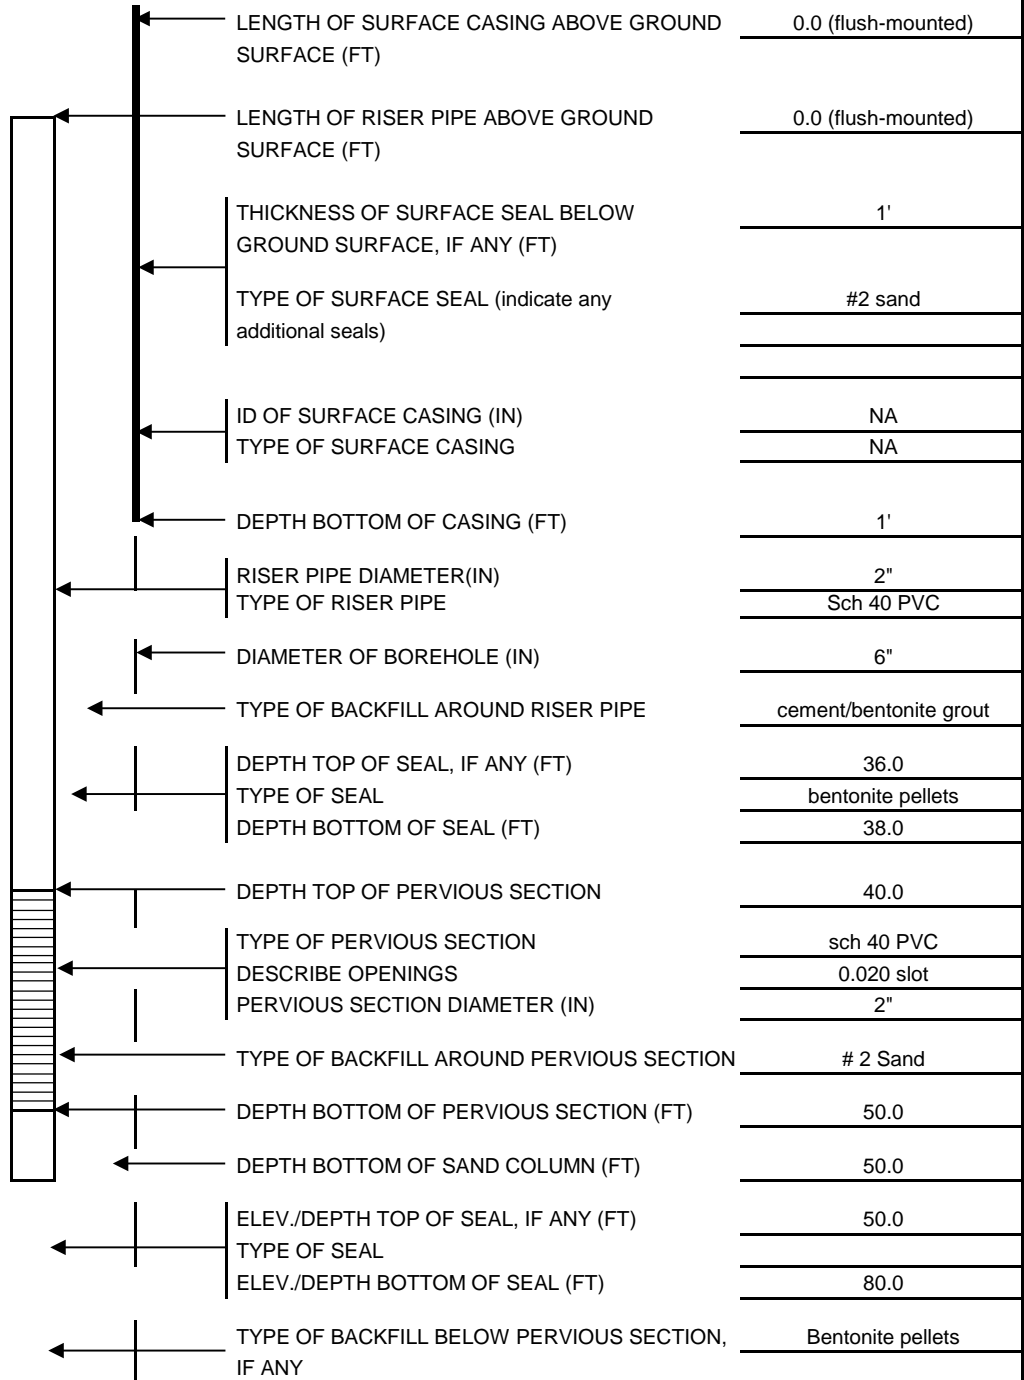 LENGTH OF SURFACE CASING ABOVE GROUND 0.0 (flush-mounted)
SURFACE (FT)
LENGTH OF RISER PIPE ABOVE GROUND 0.0 (flush-mounted)
SURFACE (FT)
THICKNESS OF SURFACE SEAL BELOW 1'
GROUND SURFACE, IF ANY (FT)
TYPE OF SURFACE SEAL (indicate any #2 sand
additional seals)
ID OF SURFACE CASING (IN) NA
TYPE OF SURFACE CASING NA
DEPTH BOTTOM OF CASING (FT) 1'
RISER PIPE DIAMETER(IN) 2"
TYPE OF RISER PIPE Sch 40 PVC
DIAMETER OF BOREHOLE (IN) 6"
TYPE OF BACKFILL AROUND RISER PIPE cement/bentonite grout
DEPTH TOP OF SEAL, IF ANY (FT) 36.0
TYPE OF SEAL bentonite pellets
DEPTH BOTTOM OF SEAL (FT) 38.0
DEPTH TOP OF PERVIOUS SECTION 40.0
TYPE OF PERVIOUS SECTION sch 40 PVC
DESCRIBE OPENINGS 0.020 slot
PERVIOUS SECTION DIAMETER (IN) 2"
TYPE OF BACKFILL AROUND PERVIOUS SECTION # 2 Sand
DEPTH BOTTOM OF PERVIOUS SECTION (FT) 50.0
DEPTH BOTTOM OF SAND COLUMN (FT) 50.0
ELEV./DEPTH TOP OF SEAL, IF ANY (FT) 50.0
TYPE OF SEAL
ELEV./DEPTH BOTTOM OF SEAL (FT) 80.0
TYPE OF BACKFILL BELOW PERVIOUS SECTION, Bentonite pellets
IF ANY